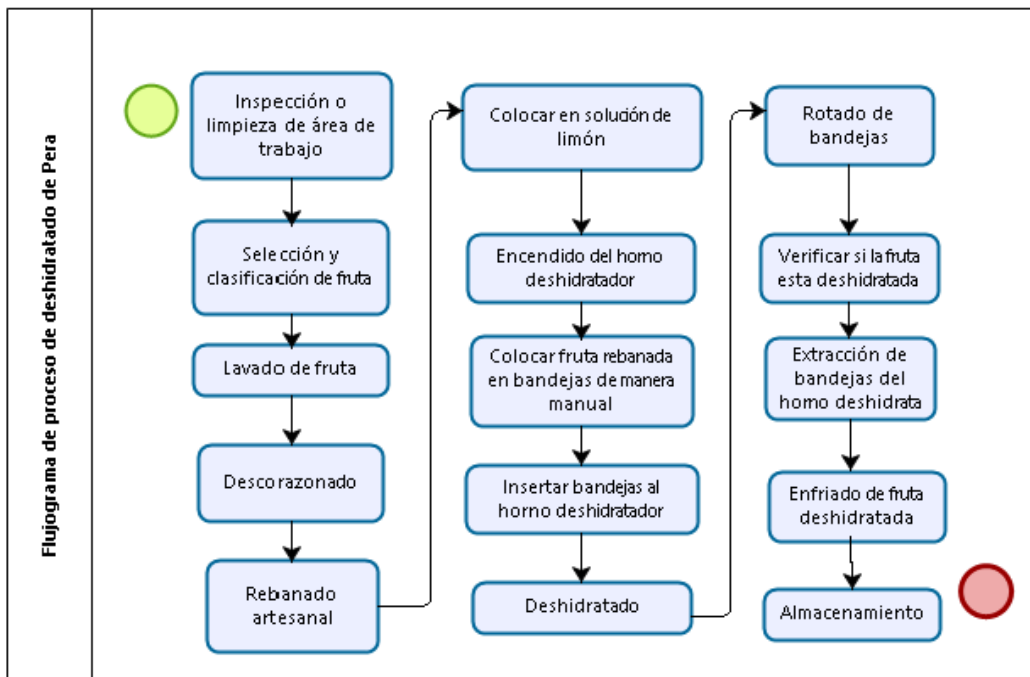 Flujograma de proceso de deshidratado de Pera
Inspección o
limpieza de área de
trabajo
Selección y
clasificación de fruta
Lavado de fruta
Descorazonado
Rebanado
artesanal
Colocar en solución de
limón
Encendido del horno
deshidratador
Colocar fruta rebanada
en bandejas de manera
manual
Insertar bandejas al
horno deshidratador
Deshidratado
Rotado de
bandejas
Verificar si la fruta
esta deshidratada
Extracción de
bandejas del
horno deshidrata
Enfriado de fruta
deshidratada
Almacenamiento